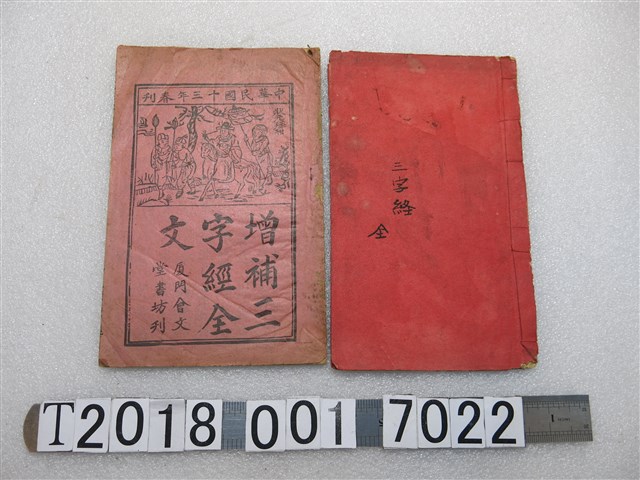 中華民國十三年春刊
增補三
字經全
文
廈門會文
堂書坊刊
三字經
全
T2018 001 7022
1